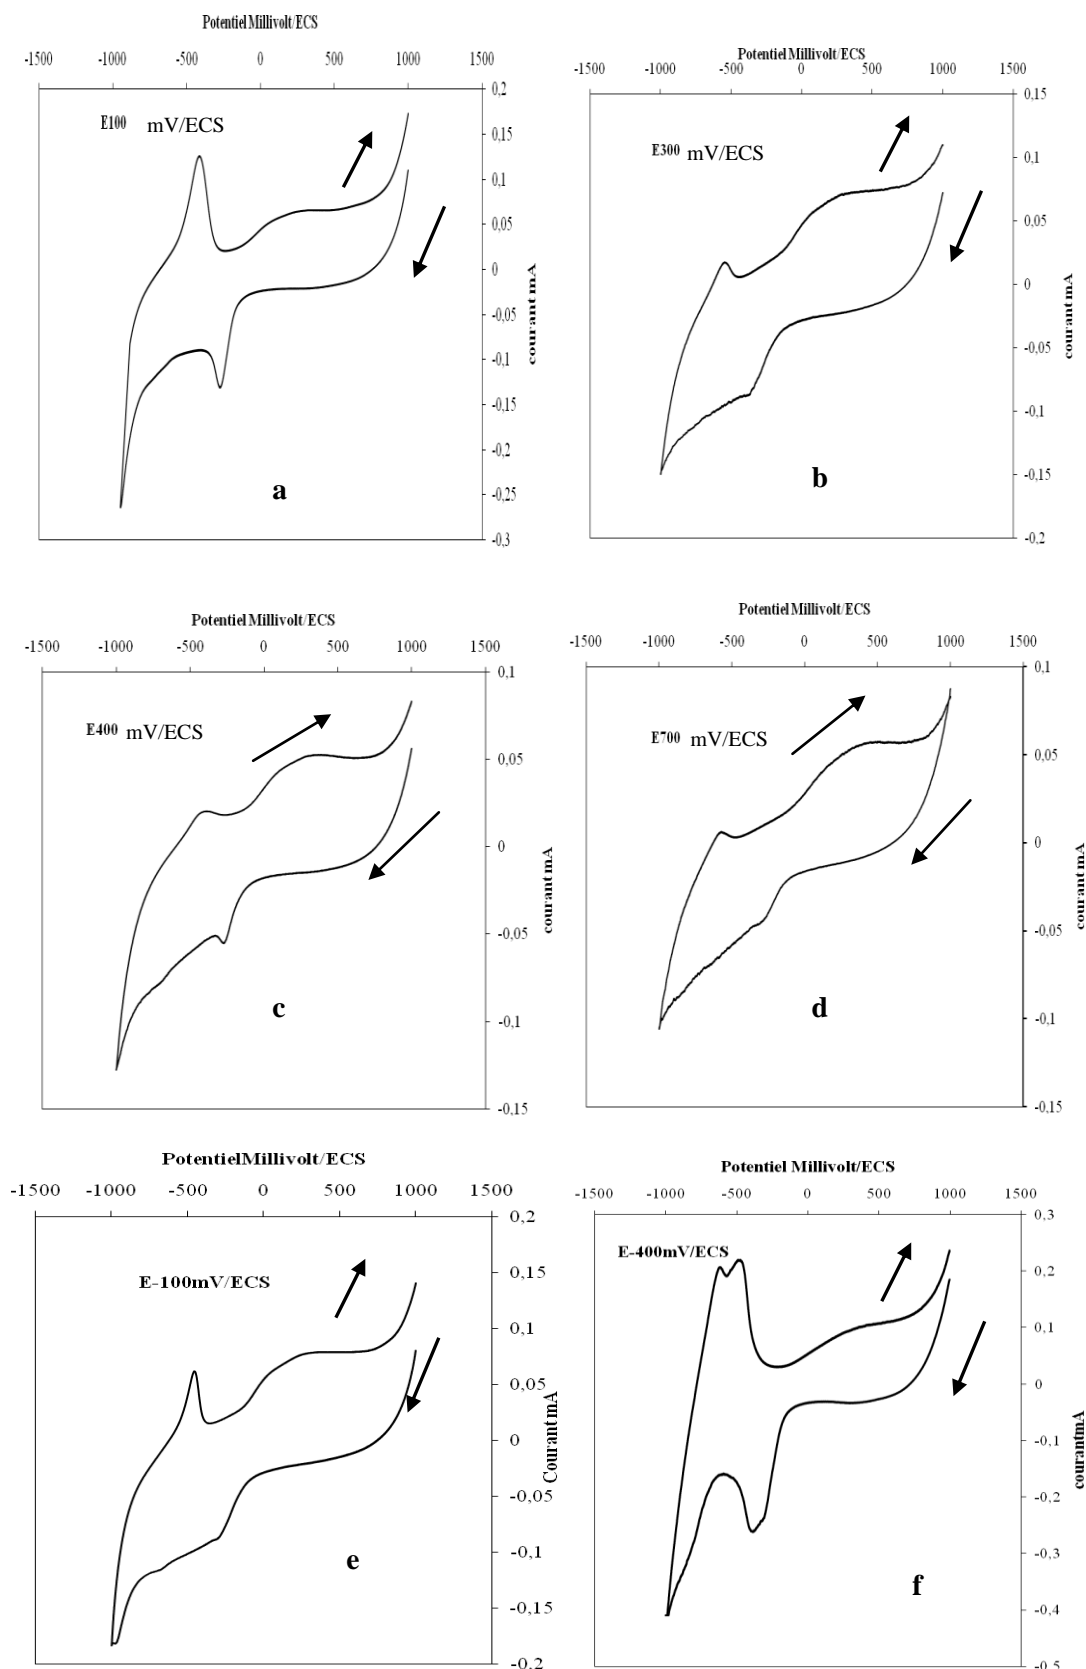 Potentiel Millivolt/ECS
-1500 -1000 -500 0 500 1000 1500
0,2
E100 mV/ECS
0,15
0,1
0,05
0
-0,05
-0,1
-0,15
-0,2
-0,25
-0,3
courant mA
a
Potentiel Millivolt/ECS
-1,500 -1000 -500 0 500 1000 1500
0,15
E300 mV/ECS
0,1
0,05
0
-0,05
-0,1
-0,15
-0,2
courant mA
b
Potentiel Millivolt/ECS
-1500 -1000 -500 0 500 1000 1500
0,1
E400 mV/ECS
0,05
0
-0,05
-0,1
-0,15
courant mA
c
Potentiel Millivolt/ECS
-1500 -1000 -500 0 500 1000 1500
0,1
E700 mV/ECS
0,05
0
-0,05
-0,1
-0,15
courant mA
d
PotentielMillivolt/ECS
-1500 -1000 -500 0 500 1000 1500
0,2
E-100mV/ECS
0,15
0,1
0,05
0
-0,05
-0,1
-0,15
-0,2
Courant mA
e
Potentiel Millivolt/ECS
-1500 -1000 -500 0 500 1000 1500
0,3
E-400mV/ECS
0,2
0,1
0
-0,1
-0,2
-0,3
-0,4
-0,5
courantmA
f